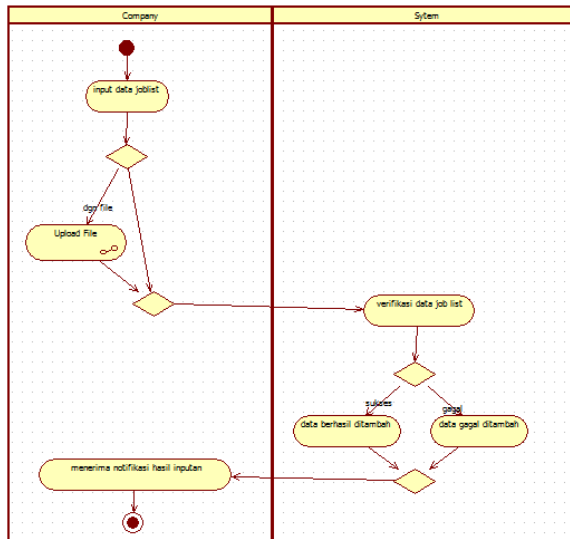 Company
Sytem
input data joblist
dgn file
Upload File
verifikasi data job list
sukses
gagal
data berhasil ditambah
data gagal ditambah
menerima notifikasi hasil inputan